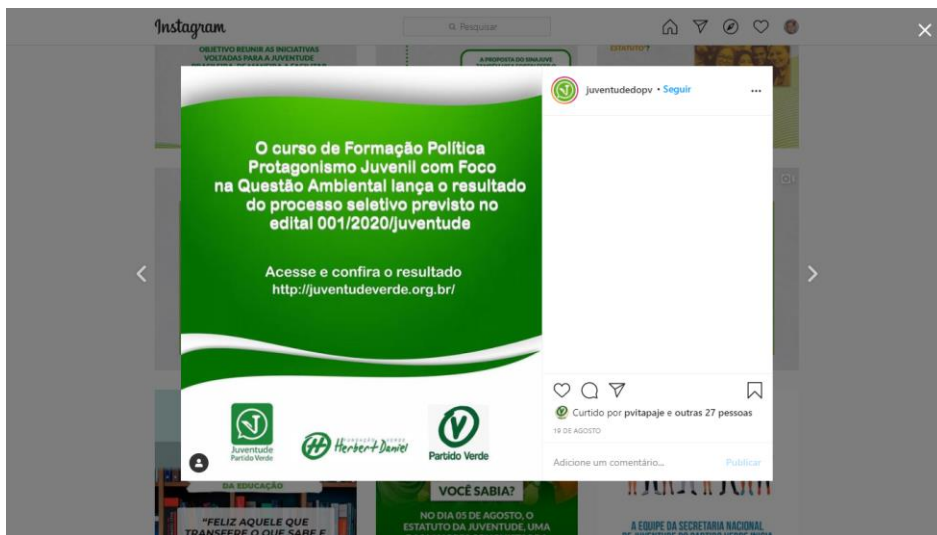 Instagram
Pesquisar
OBJETIVO REUNIR AS INICIATIVAS
VOLTADAS PARA A JUVENTUDE
A PROPOSTA DO SINAJUVE
ESTATUTO"?
juventudedopv • Seguir
O curso de Formação Política
Protagonismo Juvenil com Foco
na Questão Ambiental lança o resultado
do processo seletivo previsto no
edital 001/2020/juventude
Acesse e confira o resultado
http://juventudeverde.org.br/
Juventude
Partido Verde
FUNDAÇÃO VERDE
Herbert Daniel
Partido Verde
Curtido por pvitapaje e outras 27 pessoas
19 DE AGOSTO
Adicione um comentário...
Publicar
DA EDUCAÇÃO
"FELIZ AQUELE QUE
TRANSFERE O QUE SABE E
VOCÊ SABIA?
NO DIA 05 DE AGOSTO, O
ESTATUTO DA JUVENTUDE, UMA
A EQUIPE DA SECRETARIA NACIONAL